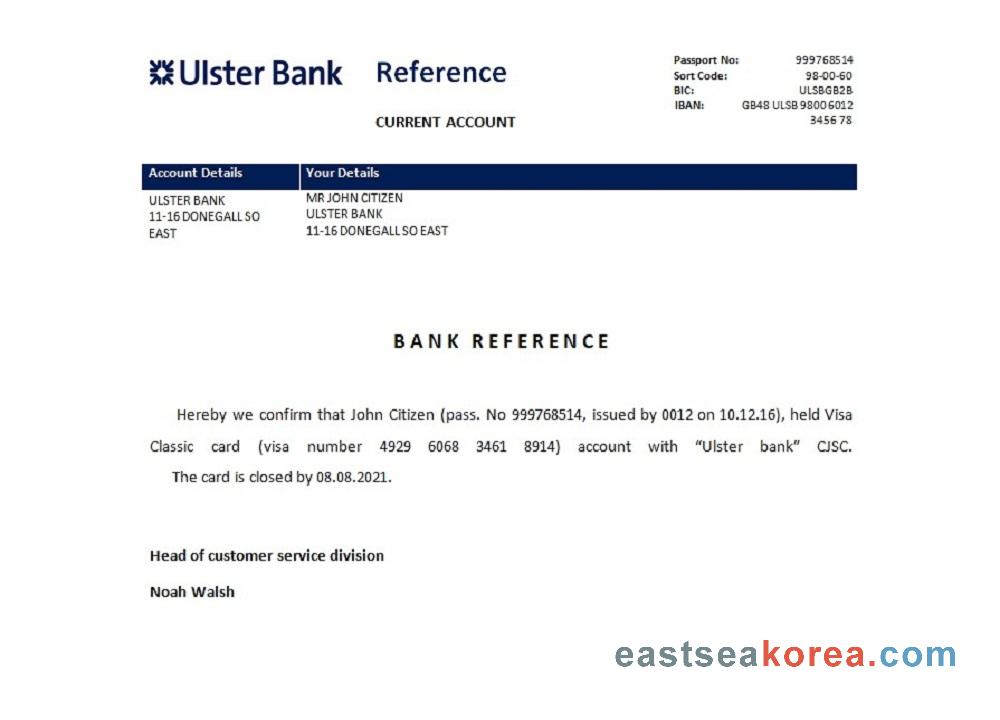 Ulster Bank Reference
CURRENT ACCOUNT
Passport No: 999768514
Sort Code: 98-00-60
BIC: ULSBGB2B
IBAN: GB48 ULSB 9800 6012
3456 78
Account Details Your Details
ULSTER BANK
11-16 DONEGALL SO
EAST
MR JOHN CITIZEN
ULSTER BANK
11-16 DONEGALL SO EAST
BANK REFERENCE
Hereby we confirm that John Citizen (pass. No 999768514, issued by 0012 on 10.12.16), held Visa
Classic card (visa number 4929 6068 3461 8914) account with “Ulster bank” CJSC.
The card is closed by 08.08.2021.
Head of customer service division
Noah Walsh
eastseakorea.com